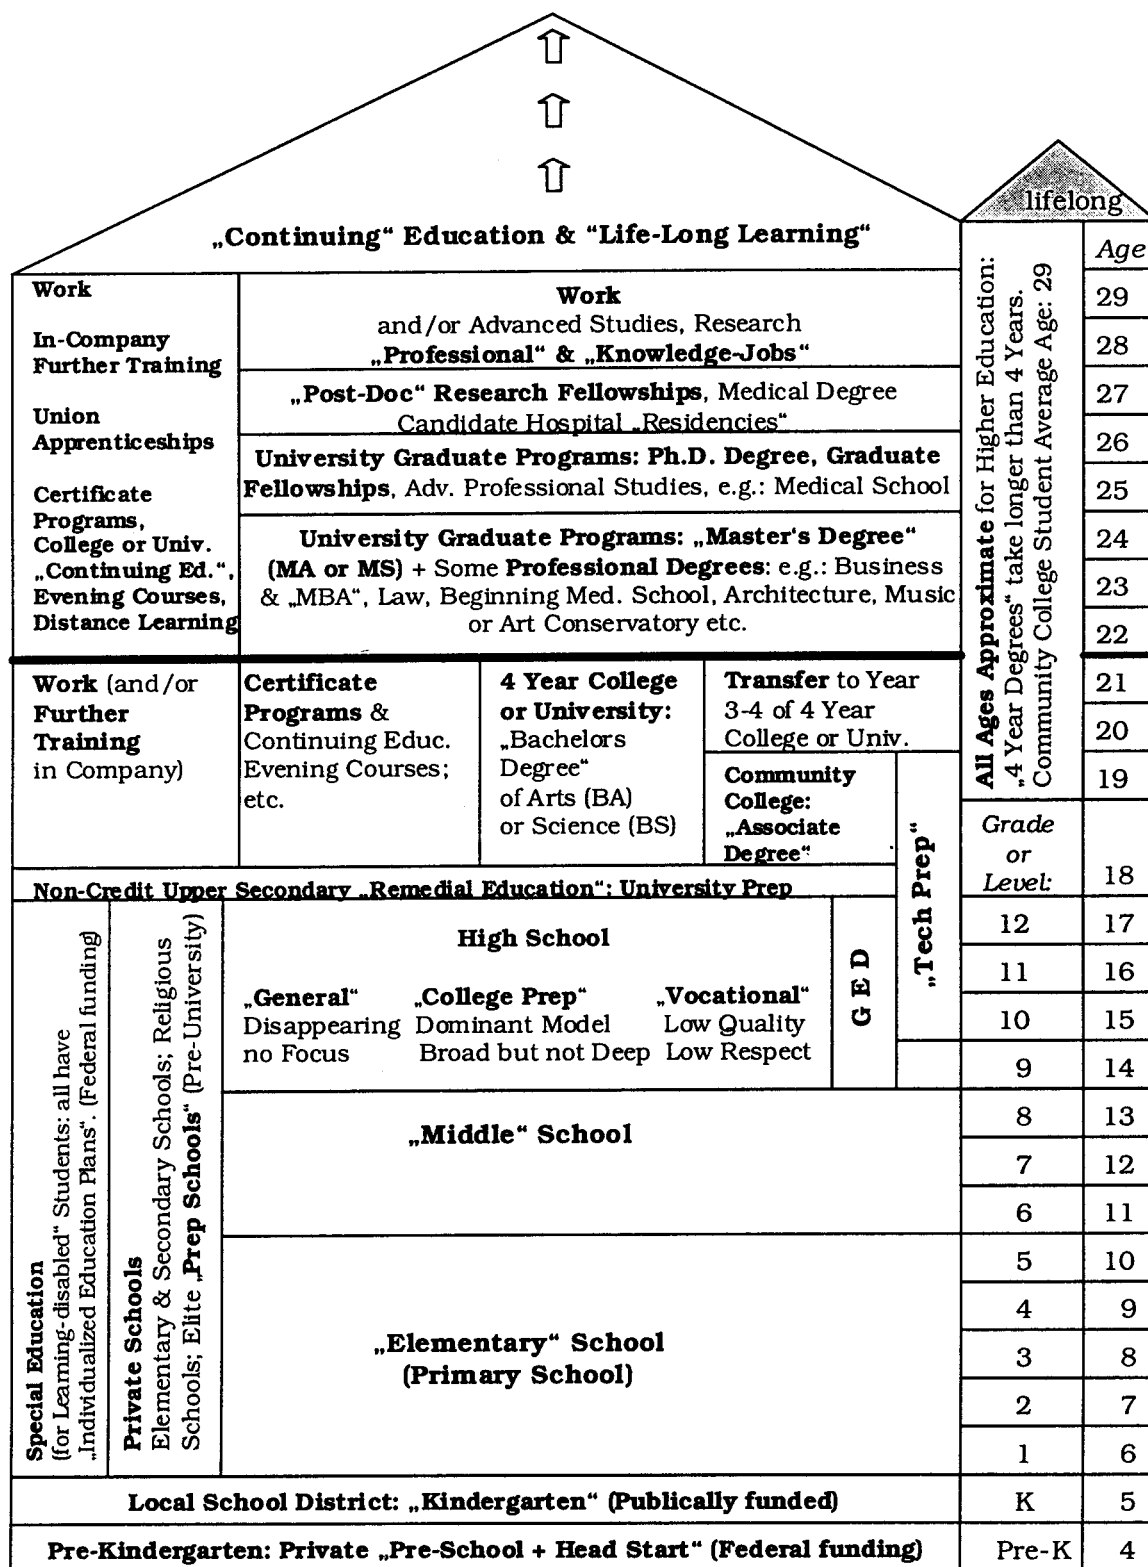 „Continuing“ Education & “Life-Long Learning“
lifelong
Work
In-Company
Further Training
Union
Apprenticeships
Certificate
Programs,
College or Univ.
„Continuing Ed.“,
Evening Courses,
Distance Learning
Work
and/or Advanced Studies, Research
„Professional“ & „Knowledge-Jobs“
„Post-Doc“ Research Fellowships, Medical Degree
Candidate Hospital „Residencies“
University Graduate Programs: Ph.D. Degree, Graduate
Fellowships, Adv. Professional Studies, e.g.: Medical School
University Graduate Programs: „Master's Degree“
(MA or MS) + Some Professional Degrees: e.g.: Business
& „MBA“, Law, Beginning Med. School, Architecture, Music
or Art Conservatory etc.
Work (and/or
Further
Training
in Company)
Certificate
Programs &
Continuing Educ.
Evening Courses;
etc.
4 Year College
or University:
„Bachelors
Degree“
of Arts (BA)
or Science (BS)
Transfer to Year
3-4 of 4 Year
College or Univ.
Community
College:
„Associate
Degree“
„Tech Prep“
Non-Credit Upper Secondary „Remedial Education“: University Prep
Special Education
(for Learning-disabled“ Students: all have
„Individualized Education Plans“. (Federal funding)
Private Schools
Elementary & Secondary Schools; Religious
Schools; Elite „Prep Schools“ (Pre-University)
High School
„General“
Disappearing
no Focus
„College Prep“
Dominant Model
Broad but not Deep
„Vocational“
Low Quality
Low Respect
G E D
„Middle“ School
„Elementary“ School
(Primary School)
Local School District: „Kindergarten“ (Publically funded)
Pre-Kindergarten: Private „Pre-School + Head Start“ (Federal funding)
All Ages Approximate for Higher Education:
„4 Year Degrees“ take longer than 4 Years.
Community College Student Average Age: 29
Grade
or
Level:
12
11
10
9
8
7
6
5
4
3
2
1
K
Pre-K
Age
29
28
27
26
25
24
23
22
21
20
19
18
17
16
15
14
13
12
11
10
9
8
7
6
5
4